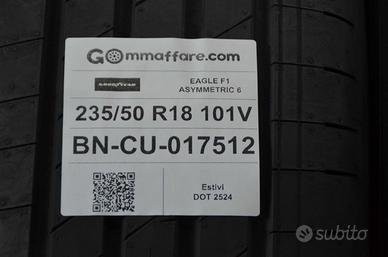 GOmmaffare.com
GOODYEAR
EAGLE F1
ASYMMETRIC 6
235/50 R18 101V
BN-CU-017512
Estivi
DOT 2524
subito